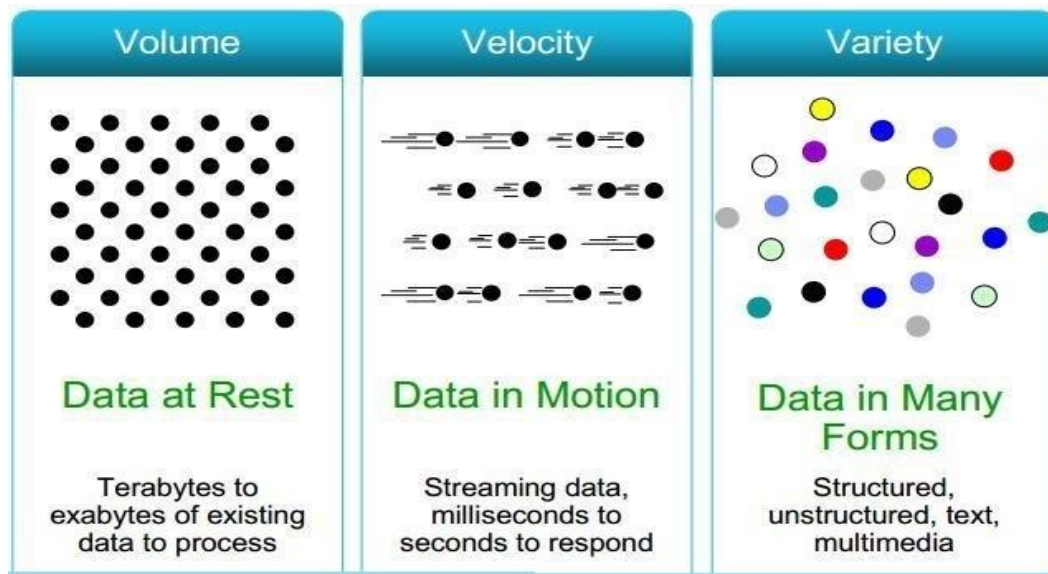 Volume
Data at Rest
Terabytes to
exabytes of existing
data to process
Velocity
Data in Motion
Streaming data,
milliseconds to
seconds to respond
Variety
Data in Many
Forms
Structured,
unstructured, text,
multimedia